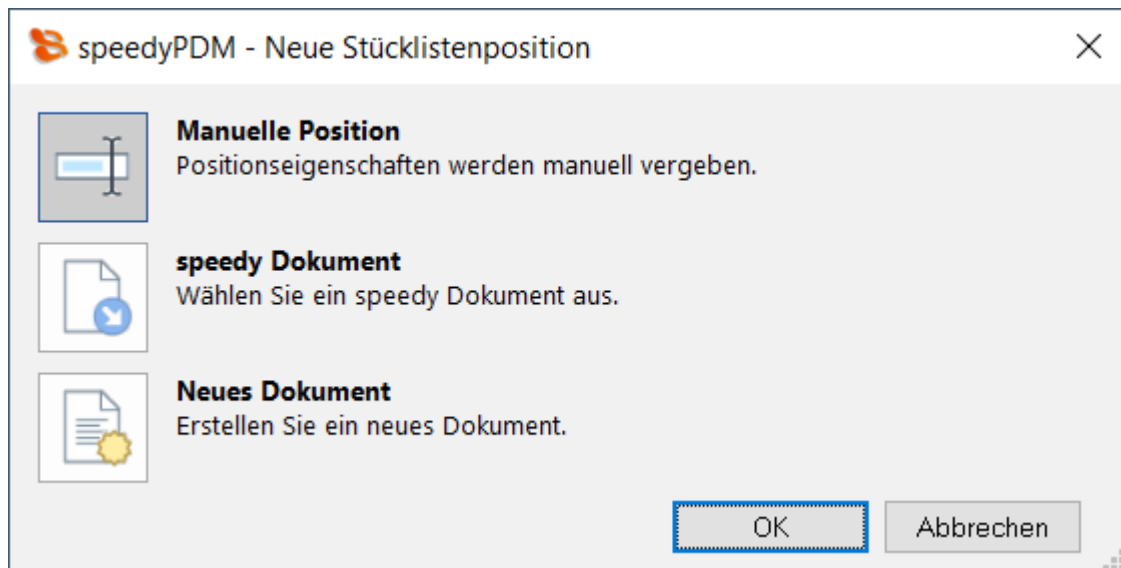 speedyPDM - Neue Stücklistenposition
Manuelle Position
Positionseigenschaften werden manuell vergeben.
speedy Dokument
Wählen Sie ein speedy Dokument aus.
Neues Dokument
Erstellen Sie ein neues Dokument.
OK
Abbrechen